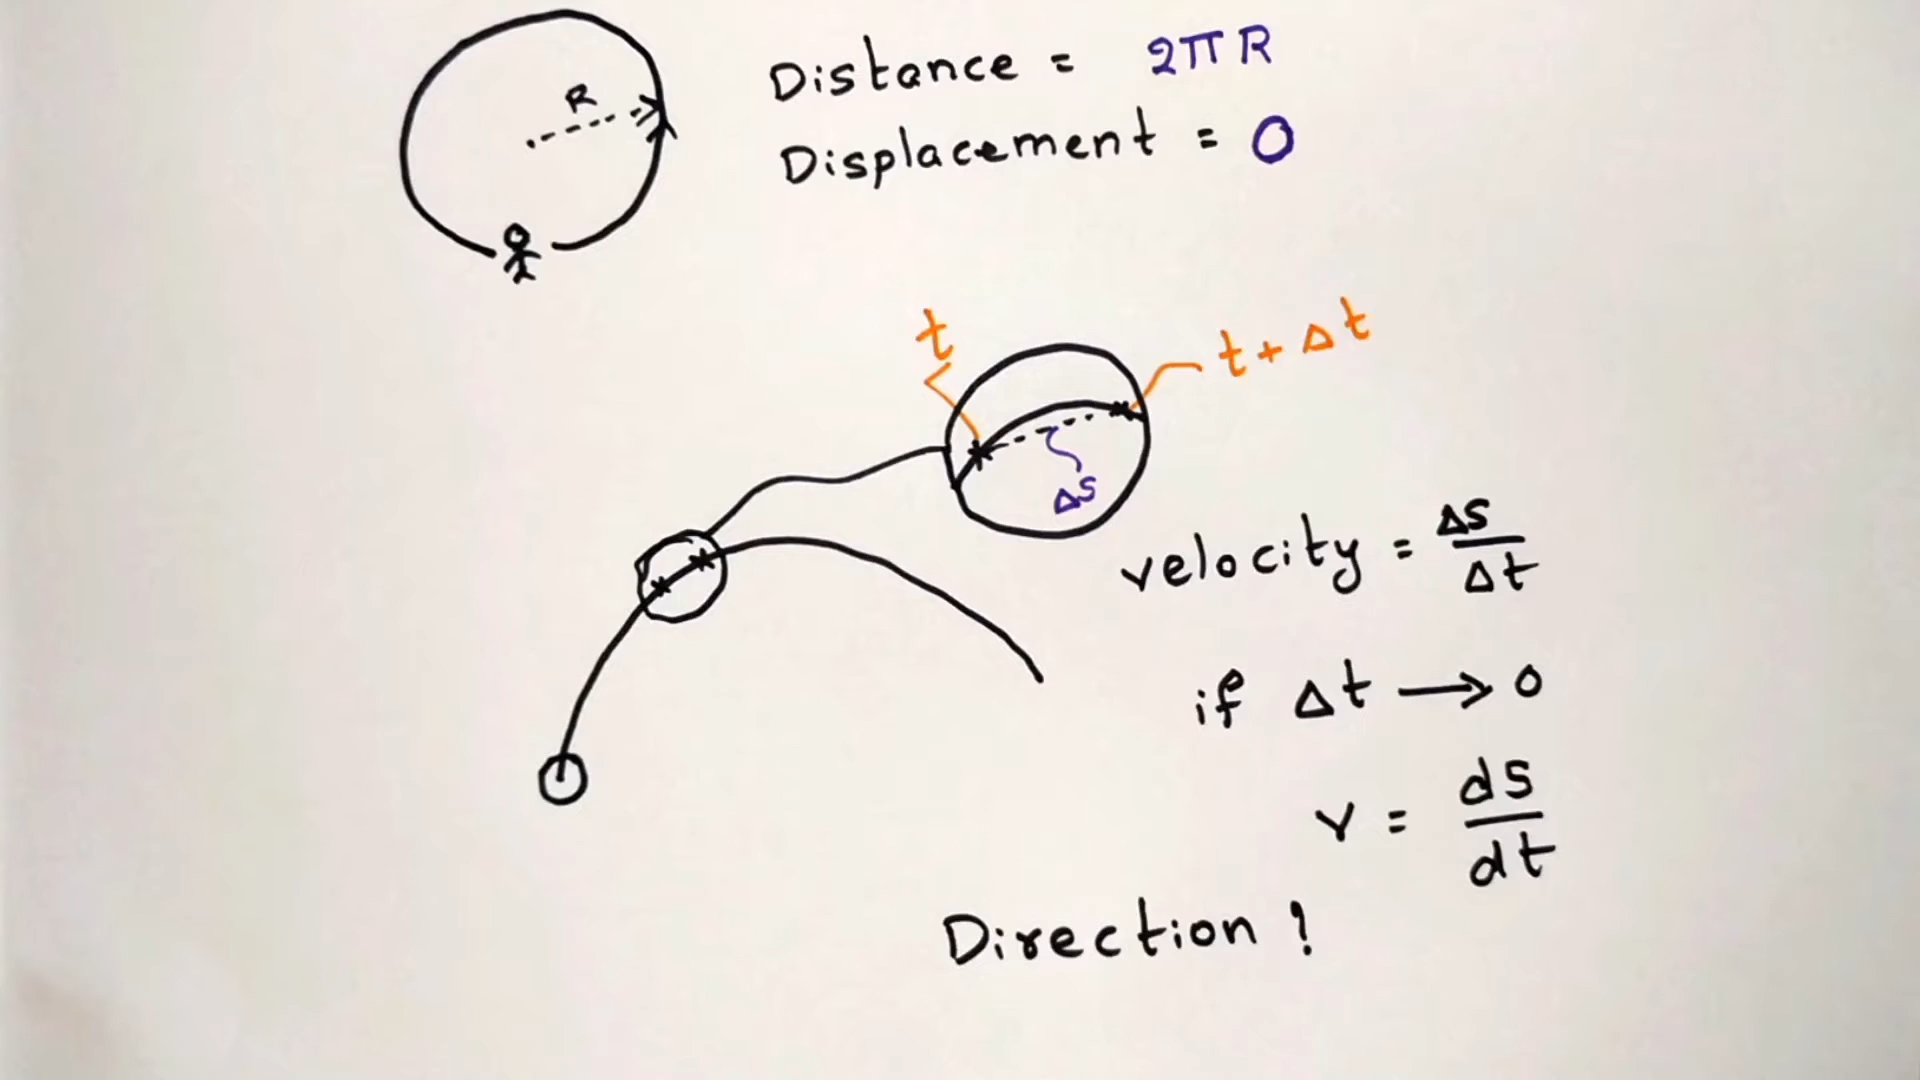 R
Distance = 2πR
Displacement = 0
t
t + Δt
Δs
velocity = Δs/Δt
if Δt → 0
v = ds/dt
Direction !